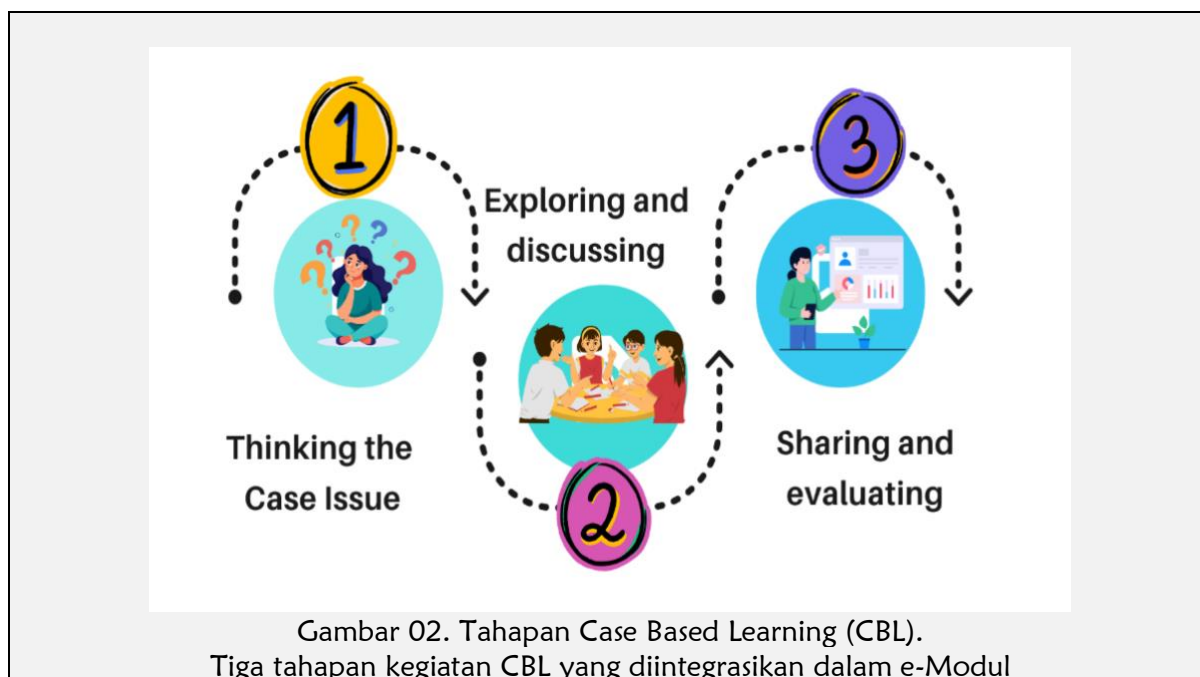 1
Thinking the
Case Issue
Exploring and
discussing
2
3
Sharing and
evaluating
Gambar 02. Tahapan Case Based Learning (CBL).
Tiga tahapan kegiatan CBL yang diintegrasikan dalam e-Modul